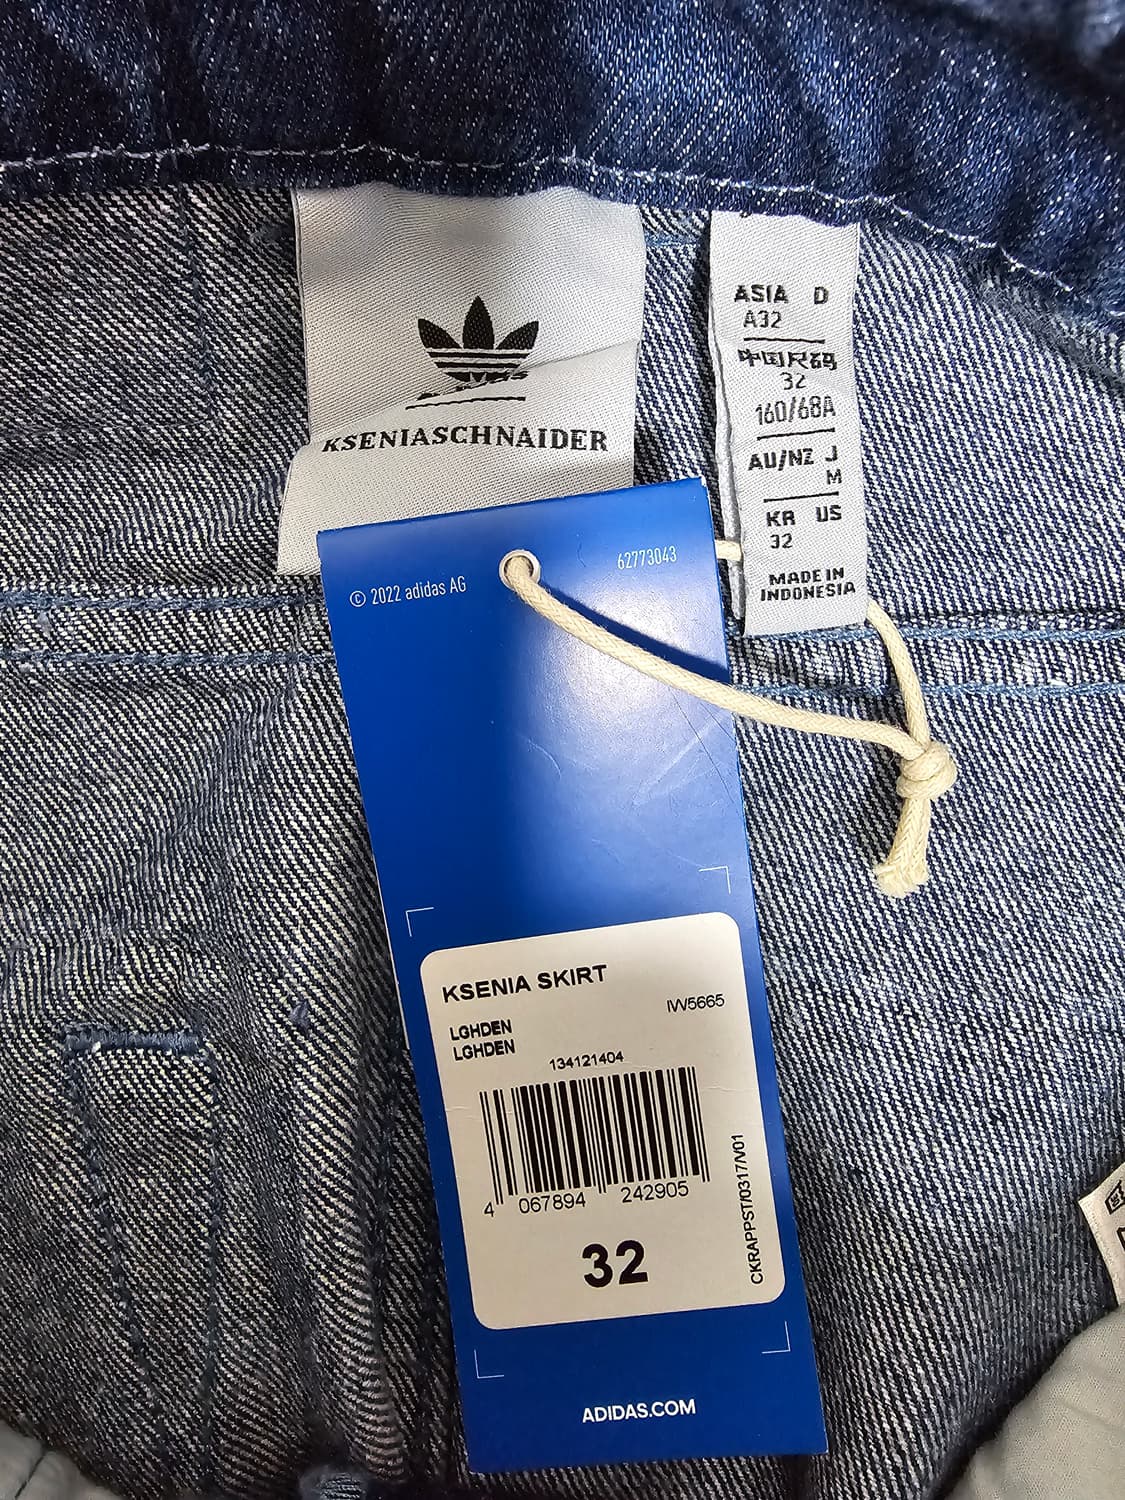 adidas
KSENIASCHNAIDER
ASIA D
A32
中国尺码
32
160/68A
AU/NZ J
M
KR US
32
MADE IN
INDONESIA
© 2022 adidas AG
62773043
KSENIA SKIRT
IW5665
LGHDEN
LGHDEN
134121404
4 067894 242905
32
CKRAPPST/0317/V01
ADIDAS.COM